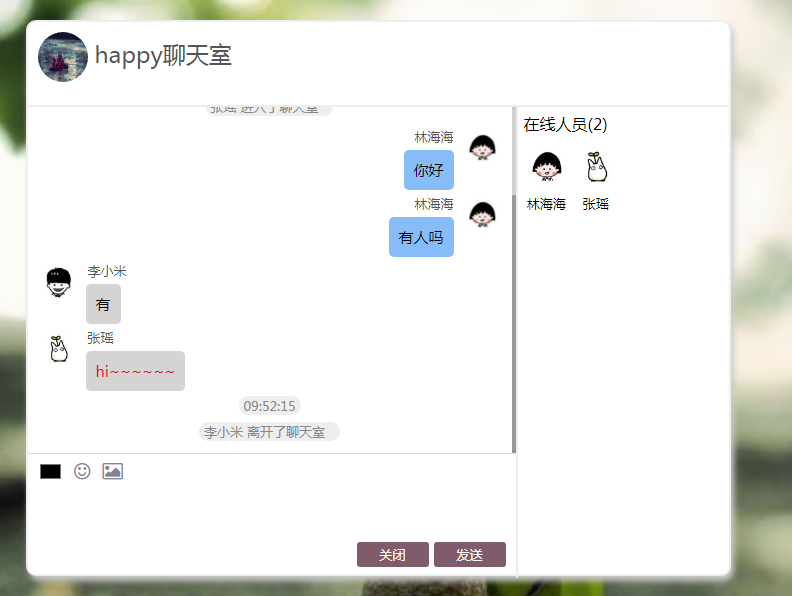 happy聊天室
张瑶 进入了聊天室
林海海
你好
林海海
有人吗
李小米
有
张瑶
hi~~~~~~
09:52:15
李小米 离开了聊天室
关闭 发送
在线人员(2)
林海海 张瑶